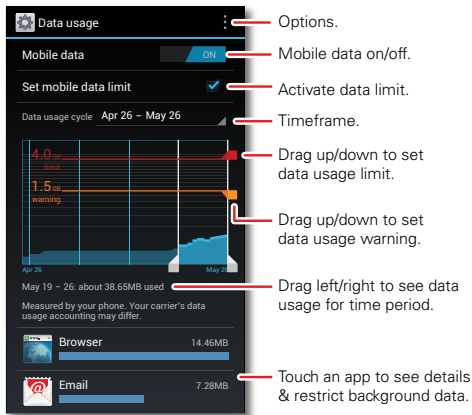 Data usage
Options.
Mobile data
ON
Mobile data on/off.
Set mobile data limit
Activate data limit.
Data usage cycle Apr 26 – May 26
Timeframe.
4.0 GB
limit
Drag up/down to set
data usage limit.
1.5 GB
warning
Drag up/down to set
data usage warning.
Apr 26
May 26
May 19 – 26: about 38.65MB used
Drag left/right to see data
usage for time period.
Measured by your phone. Your carrier's data
usage accounting may differ.
Browser 14.46MB
Email 7.28MB
Touch an app to see details
& restrict background data.